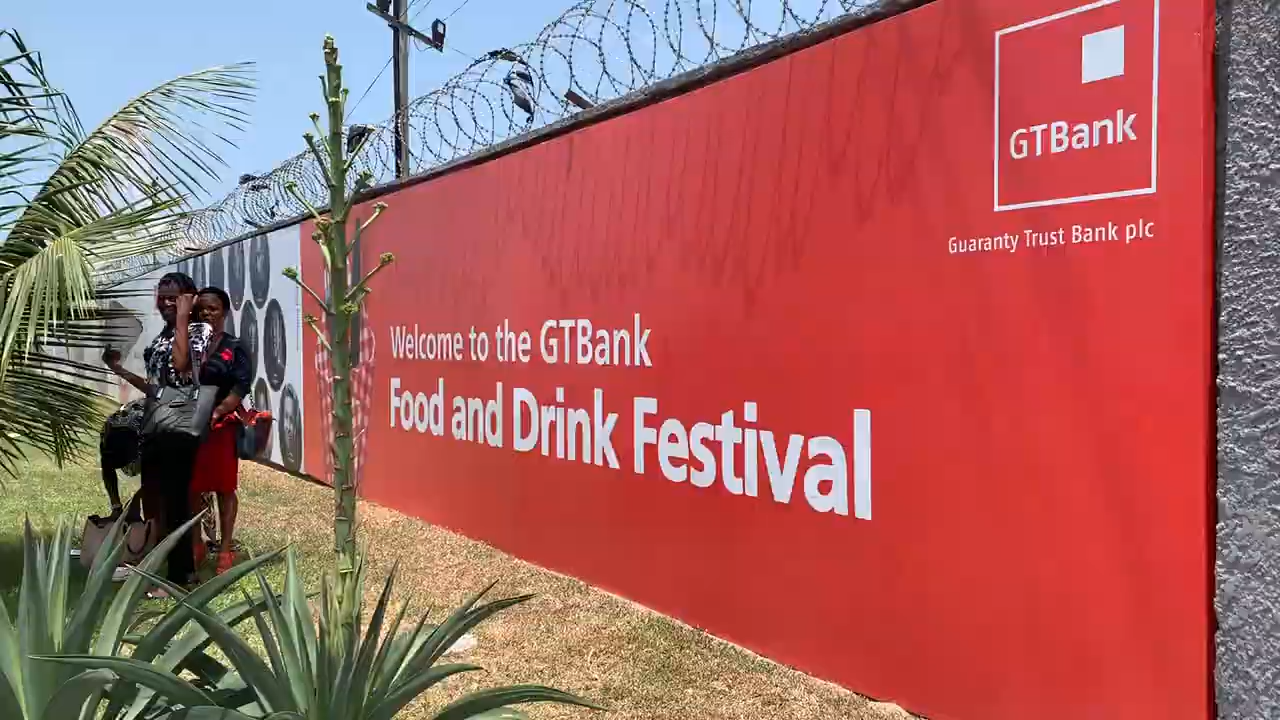 GTBank
Guaranty Trust Bank plc
Welcome to the GTBank
Food and Drink Festival